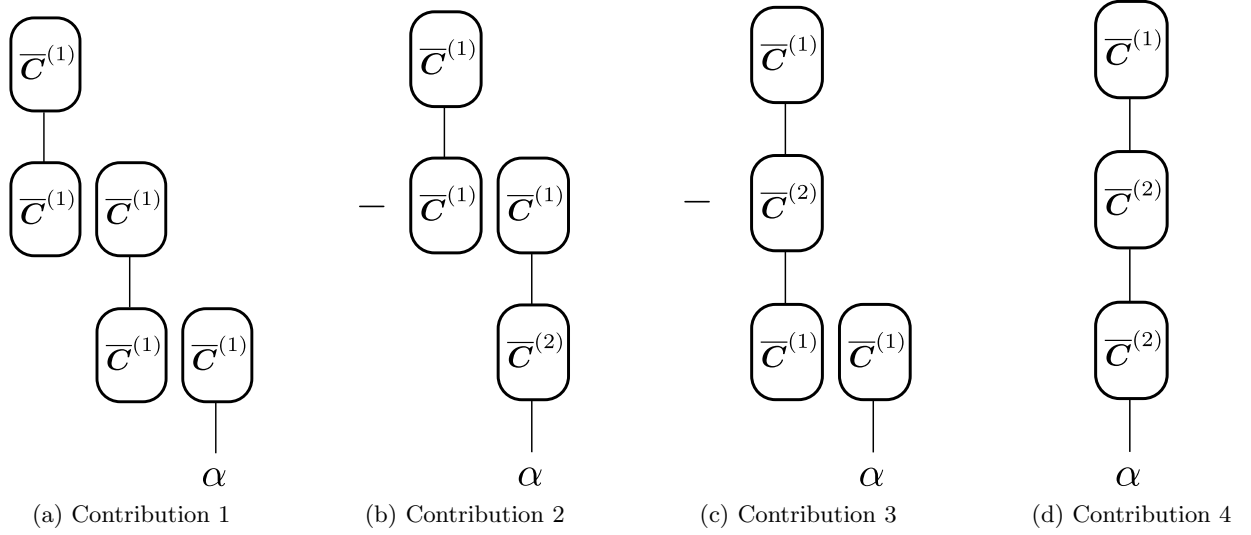 C̅⁽¹⁾ C̅⁽¹⁾ C̅⁽¹⁾ C̅⁽¹⁾
C̅⁽¹⁾ C̅⁽¹⁾ − C̅⁽¹⁾ C̅⁽¹⁾ − C̅⁽²⁾ C̅⁽²⁾
C̅⁽¹⁾ C̅⁽¹⁾ C̅⁽²⁾ C̅⁽¹⁾ C̅⁽¹⁾ C̅⁽²⁾
α α α α
(a) Contribution 1 (b) Contribution 2 (c) Contribution 3 (d) Contribution 4